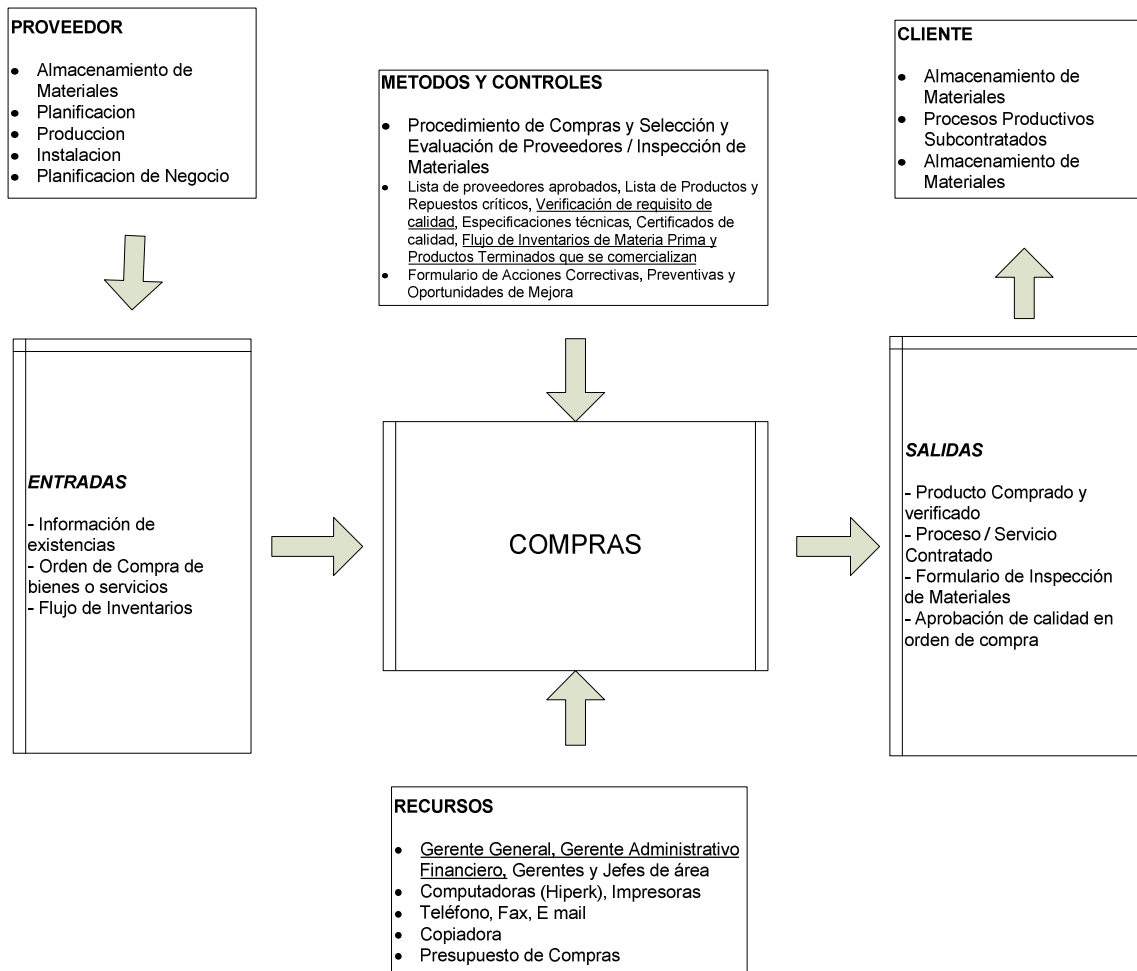 PROVEEDOR
● Almacenamiento de
Materiales
● Planificacion
● Produccion
● Instalacion
● Planificacion de Negocio
METODOS Y CONTROLES
● Procedimiento de Compras y Selección y
Evaluación de Proveedores / Inspección de
Materiales
● Lista de proveedores aprobados, Lista de Productos y
Repuestos críticos, Verificación de requisito de
calidad, Especificaciones técnicas, Certificados de
calidad, Flujo de Inventarios de Materia Prima y
Productos Terminados que se comercializan
● Formulario de Acciones Correctivas, Preventivas y
Oportunidades de Mejora
CLIENTE
● Almacenamiento de
Materiales
● Procesos Productivos
Subcontratados
● Almacenamiento de
Materiales
ENTRADAS
- Información de
existencias
- Orden de Compra de
bienes o servicios
- Flujo de Inventarios
COMPRAS
SALIDAS
- Producto Comprado y
verificado
- Proceso / Servicio
Contratado
- Formulario de Inspección
de Materiales
- Aprobación de calidad en
orden de compra
RECURSOS
● Gerente General, Gerente Administrativo
Financiero, Gerentes y Jefes de área
● Computadoras (Hiperk), Impresoras
● Teléfono, Fax, E mail
● Copiadora
● Presupuesto de Compras